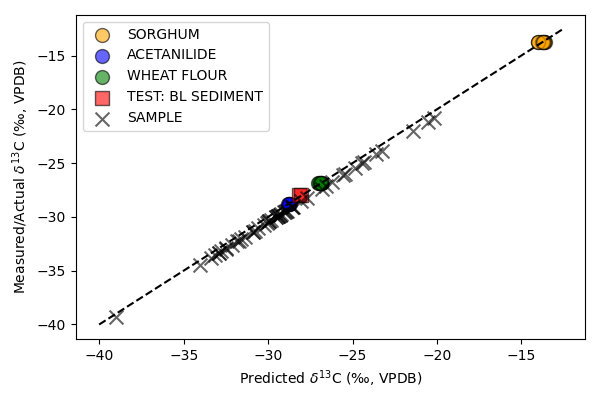 SORGHUM
ACETANILIDE
WHEAT FLOUR
TEST: BL SEDIMENT
SAMPLE
−15
−20
−25
−30
−35
−40
Measured/Actual δ¹³C (‰, VPDB)
−40 −35 −30 −25 −20 −15
Predicted δ¹³C (‰, VPDB)